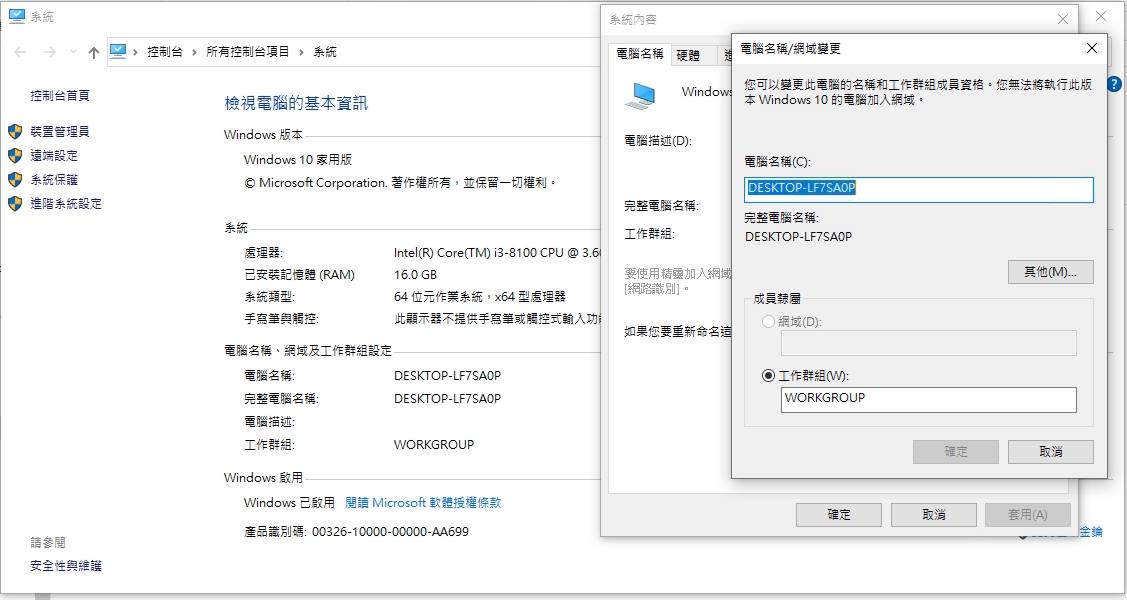 系統
控制台 › 所有控制台項目 › 系統
控制台首頁
裝置管理員
遠端設定
系統保護
進階系統設定
請參閱
安全性與維護
檢視電腦的基本資訊
Windows 版本
Windows 10 家用版
© Microsoft Corporation. 著作權所有，並保留一切權利。
系統
處理器: Intel(R) Core(TM) i3-8100 CPU @ 3.60
已安裝記憶體 (RAM) 16.0 GB
系統類型: 64 位元作業系統，x64 型處理器
手寫筆與觸控: 此顯示器不提供手寫筆或觸控式輸入功能
電腦名稱、網域及工作群組設定
電腦名稱: DESKTOP-LF7SA0P
完整電腦名稱: DESKTOP-LF7SA0P
電腦描述:
工作群組: WORKGROUP
Windows 啟用
Windows 已啟用 閱讀 Microsoft 軟體授權條款
產品識別碼: 00326-10000-00000-AA699
金鑰
系統內容
電腦名稱 硬體
Windows
電腦描述(D):
完整電腦名稱:
工作群組:
要使用精靈加入網域
[網路識別]。
如果您要重新命名這
確定 取消 套用(A)
電腦名稱/網域變更
您可以變更此電腦的名稱和工作群組成員資格。您無法將執行此版
本 Windows 10 的電腦加入網域。
電腦名稱(C):
DESKTOP-LF7SA0P
完整電腦名稱:
DESKTOP-LF7SA0P
其他(M)...
成員隸屬
網域(D):
工作群組(W):
WORKGROUP
確定 取消
?